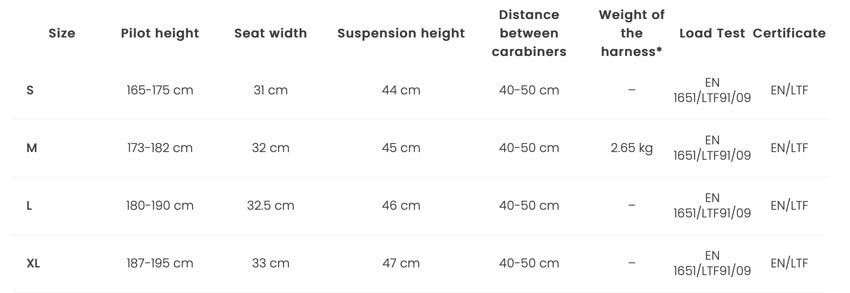 Size Pilot height Seat width Suspension height Distance between carabiners Weight of the harness* Load Test Certificate
S 165-175 cm 31 cm 44 cm 40-50 cm – EN 1651/LTF91/09 EN/LTF
M 173-182 cm 32 cm 45 cm 40-50 cm 2.65 kg EN 1651/LTF91/09 EN/LTF
L 180-190 cm 32.5 cm 46 cm 40-50 cm – EN 1651/LTF91/09 EN/LTF
XL 187-195 cm 33 cm 47 cm 40-50 cm – EN 1651/LTF91/09 EN/LTF